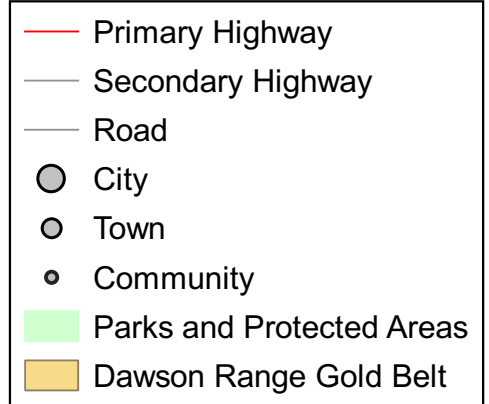 Primary Highway
Secondary Highway
Road
City
Town
Community
Parks and Protected Areas
Dawson Range Gold Belt